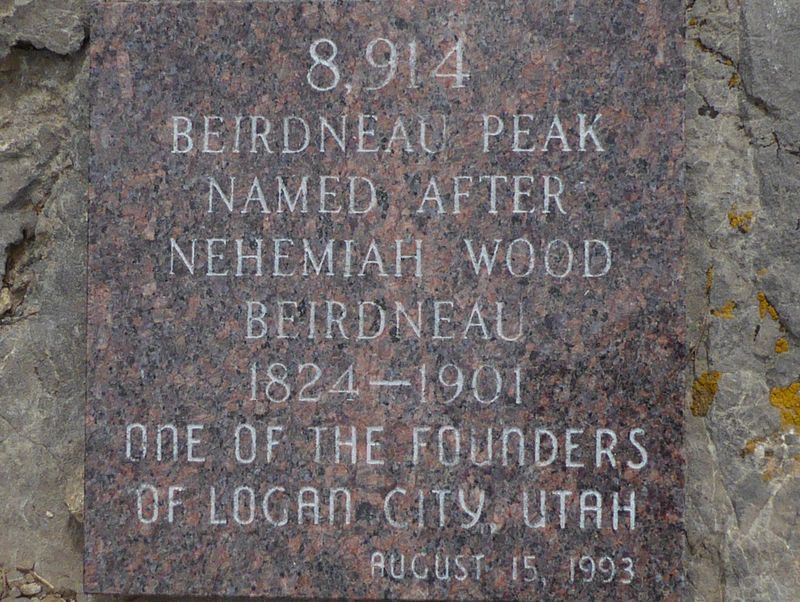 8,914
BEIRDNEAU PEAK
NAMED AFTER
NEHEMIAH WOOD
BEIRDNEAU
1824—1901
ONE OF THE FOUNDERS
OF LOGAN CITY, UTAH
AUGUST 15, 1993